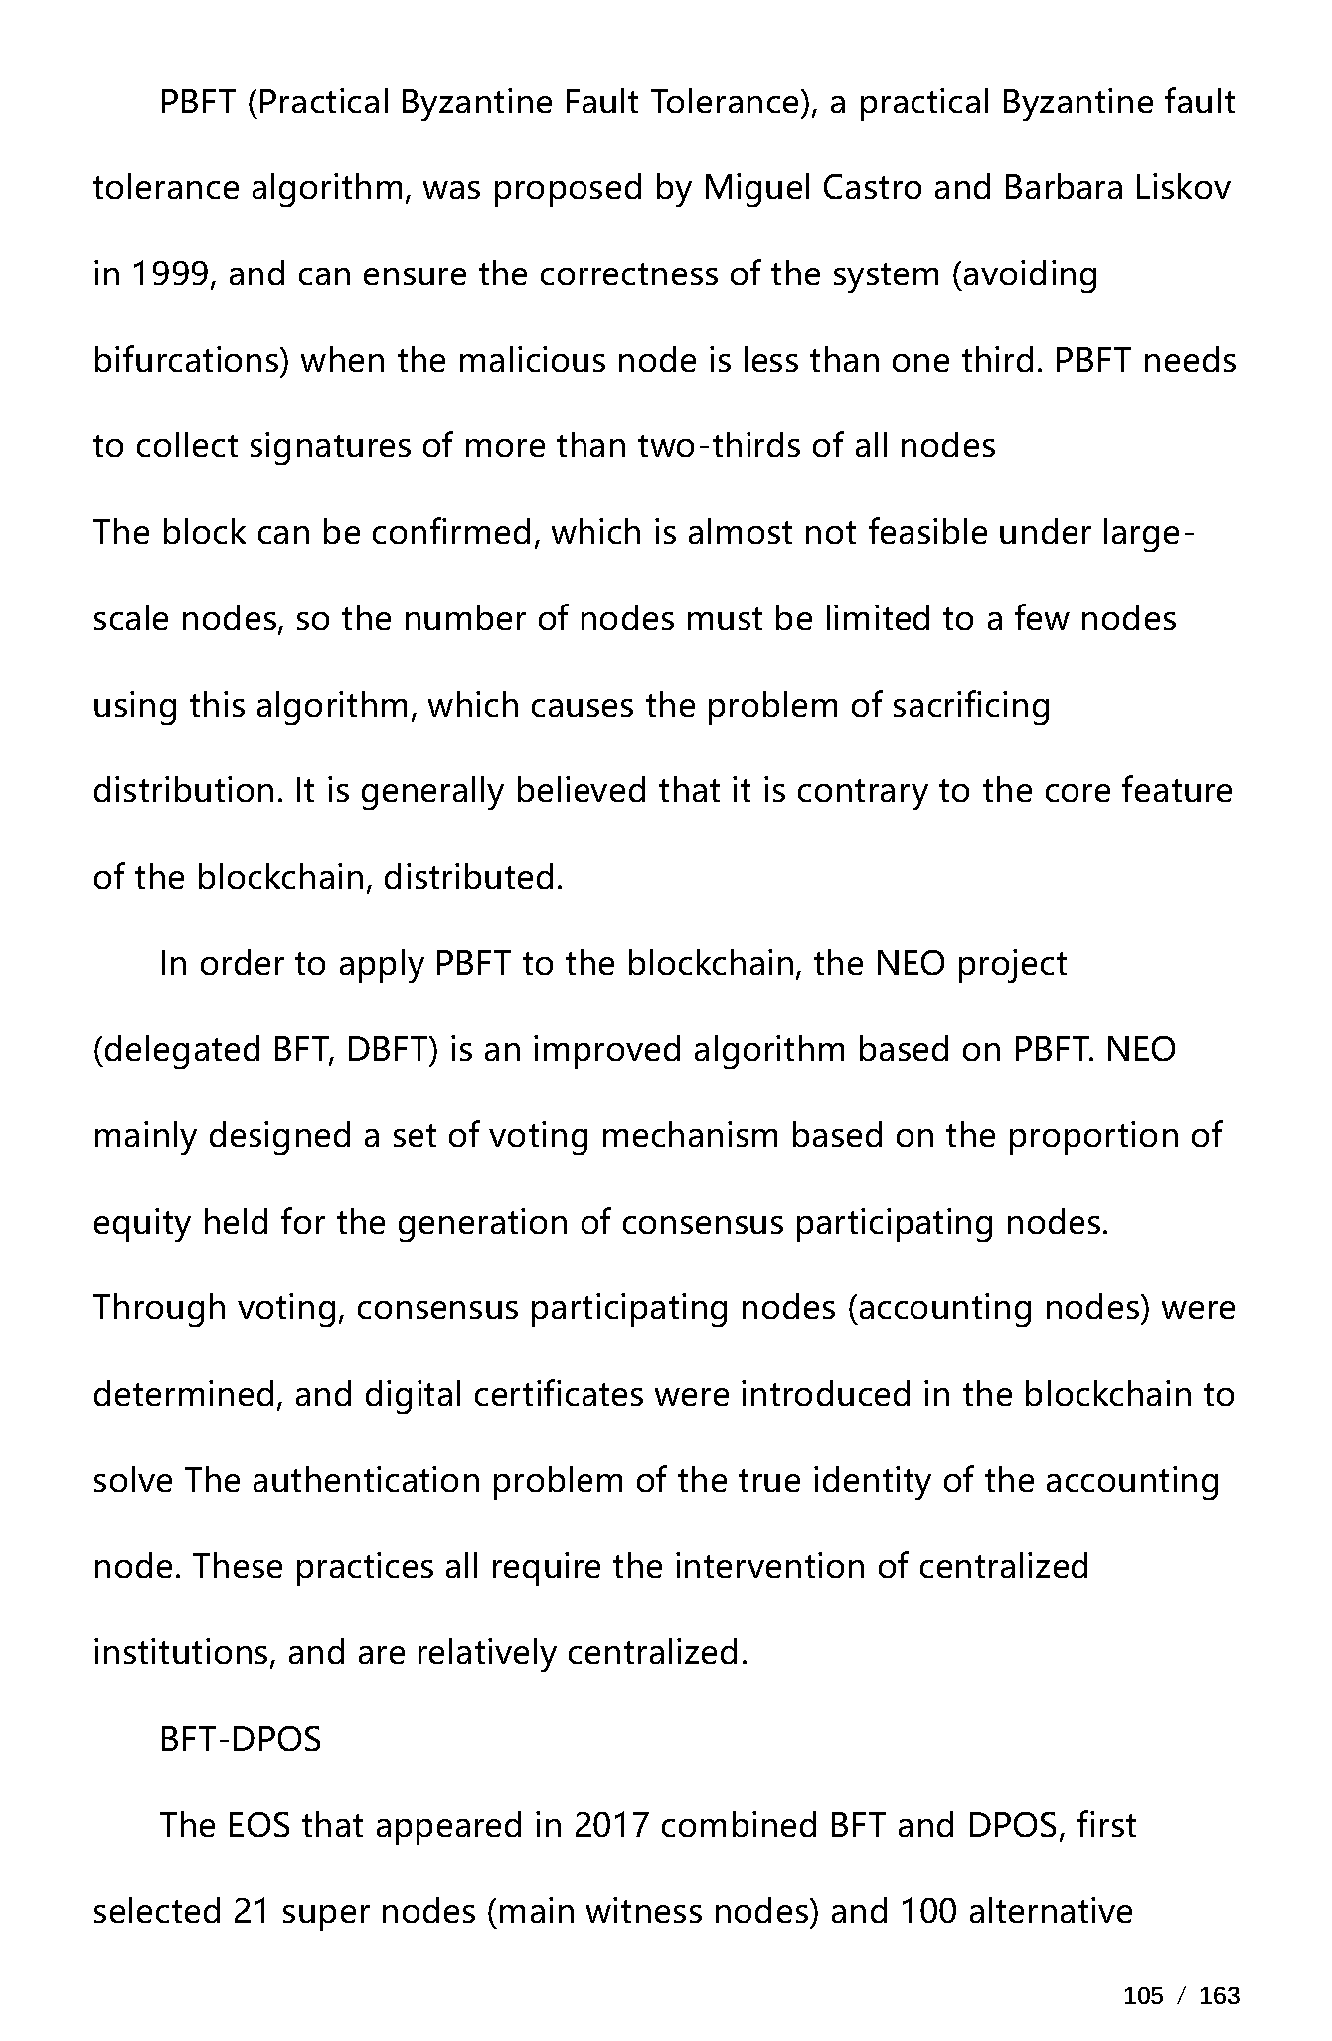 PBFT (Practical Byzantine Fault Tolerance), a practical Byzantine fault
tolerance algorithm, was proposed by Miguel Castro and Barbara Liskov
in 1999, and can ensure the correctness of the system (avoiding
bifurcations) when the malicious node is less than one third. PBFT needs
to collect signatures of more than two-thirds of all nodes
The block can be confirmed, which is almost not feasible under large-
scale nodes, so the number of nodes must be limited to a few nodes
using this algorithm, which causes the problem of sacrificing
distribution. It is generally believed that it is contrary to the core feature
of the blockchain, distributed.
In order to apply PBFT to the blockchain, the NEO project
(delegated BFT, DBFT) is an improved algorithm based on PBFT. NEO
mainly designed a set of voting mechanism based on the proportion of
equity held for the generation of consensus participating nodes.
Through voting, consensus participating nodes (accounting nodes) were
determined, and digital certificates were introduced in the blockchain to
solve The authentication problem of the true identity of the accounting
node. These practices all require the intervention of centralized
institutions, and are relatively centralized.
BFT-DPOS
The EOS that appeared in 2017 combined BFT and DPOS, first
selected 21 super nodes (main witness nodes) and 100 alternative
105 / 163